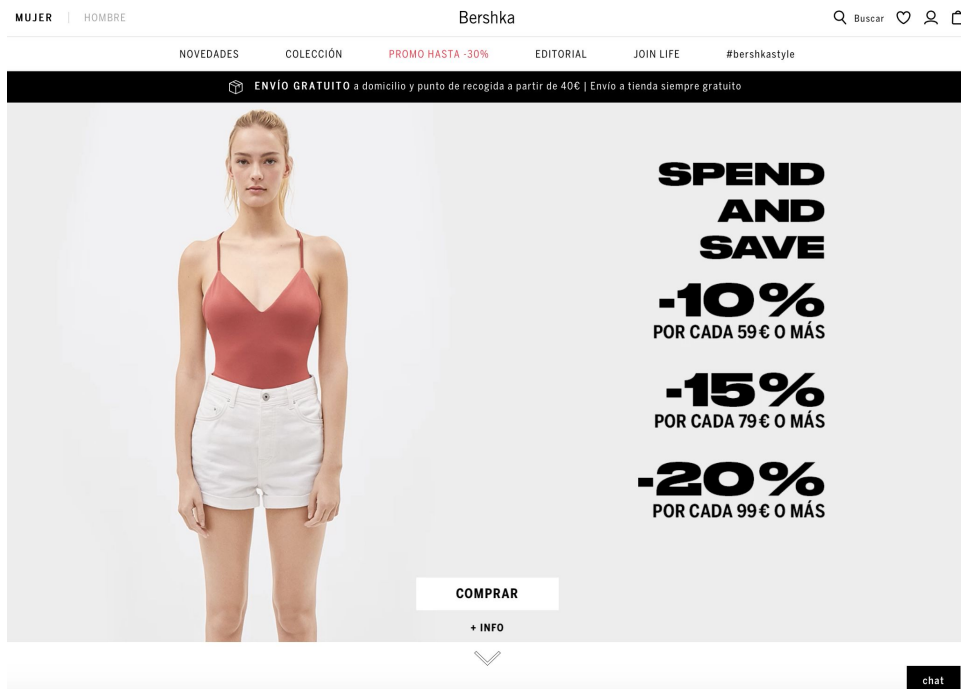 MUJER | HOMBRE
Bershka
Buscar
NOVEDADES COLECCIÓN PROMO HASTA -30% EDITORIAL JOIN LIFE #bershkastyle
ENVÍO GRATUITO a domicilio y punto de recogida a partir de 40€ | Envío a tienda siempre gratuito
SPEND
AND
SAVE
-10%
POR CADA 59€ O MÁS
-15%
POR CADA 79€ O MÁS
-20%
POR CADA 99€ O MÁS
COMPRAR
+ INFO
chat